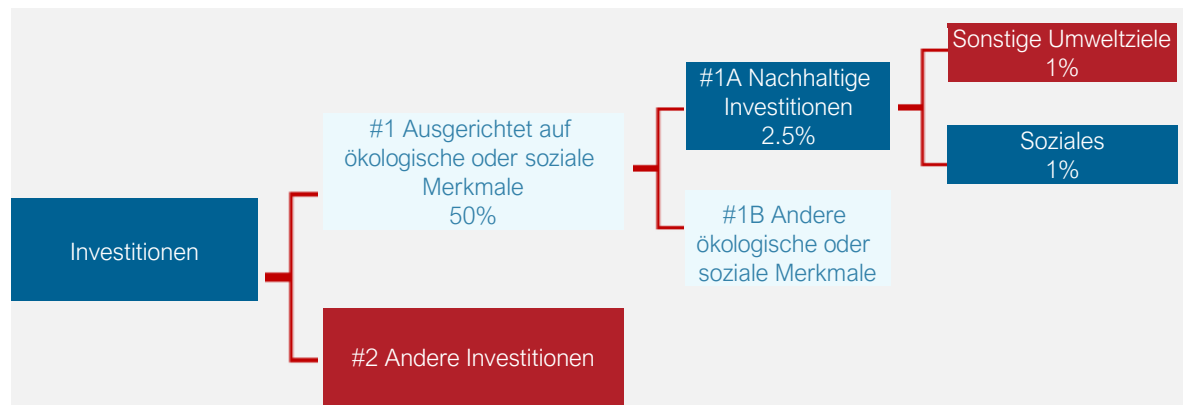 Investitionen
#1 Ausgerichtet auf
ökologische oder soziale
Merkmale
50%
#2 Andere Investitionen
#1A Nachhaltige
Investitionen
2.5%
#1B Andere
ökologische oder
soziale Merkmale
Sonstige Umweltziele
1%
Soziales
1%